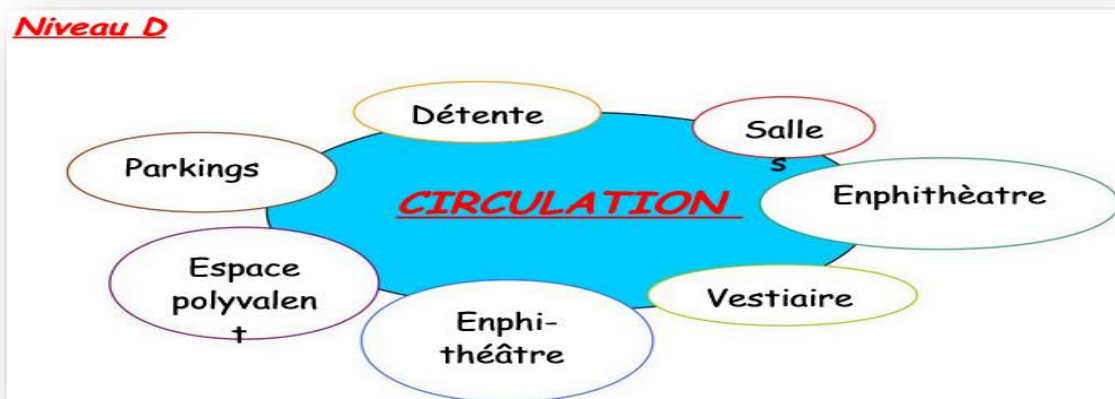 Niveau D
Détente
Salle
s
Parkings
Enphithèatre
CIRCULATION
Espace
polyvalen
t
Vestiaire
Enphi-
théâtre